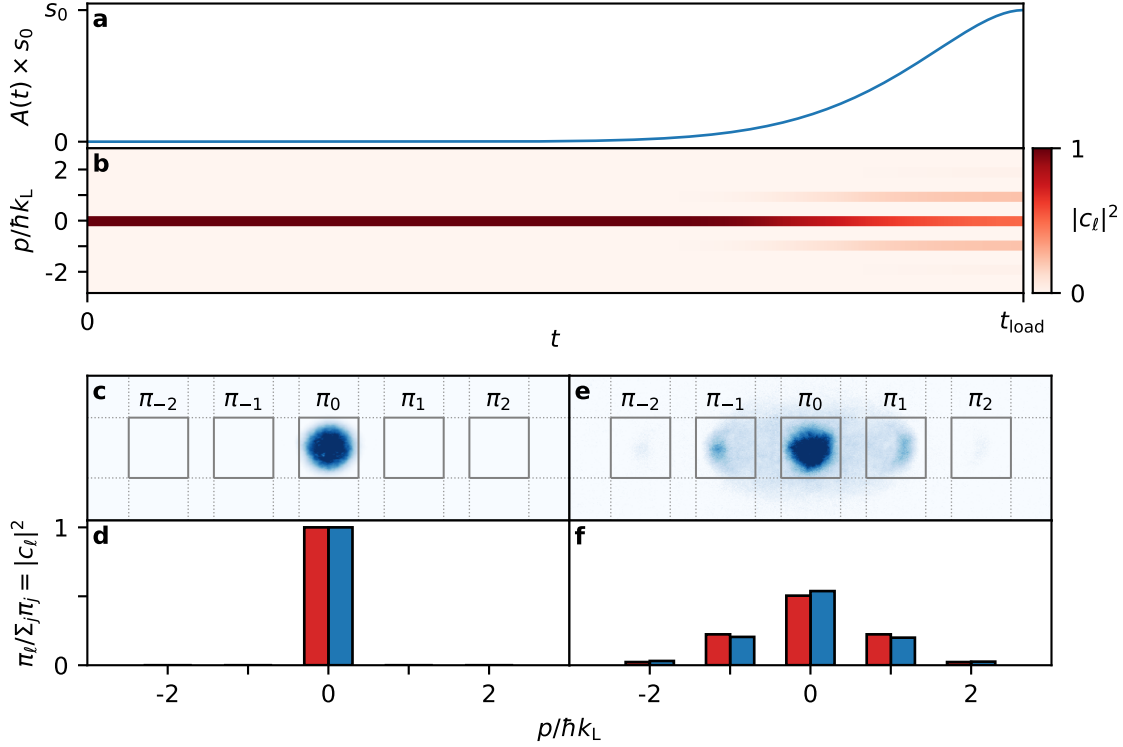 a
s₀
A(t) × s₀
0
b
2
0
-2
p/ħk_L
1
|c_ℓ|²
0
0
t
t_load
c
π₋₂ π₋₁ π₀ π₁ π₂
e
π₋₂ π₋₁ π₀ π₁ π₂
d
1
0
π_ℓ/Σ_jπ_j = |c_ℓ|²
f
-2 0 2
-2 0 2
p/ħk_L